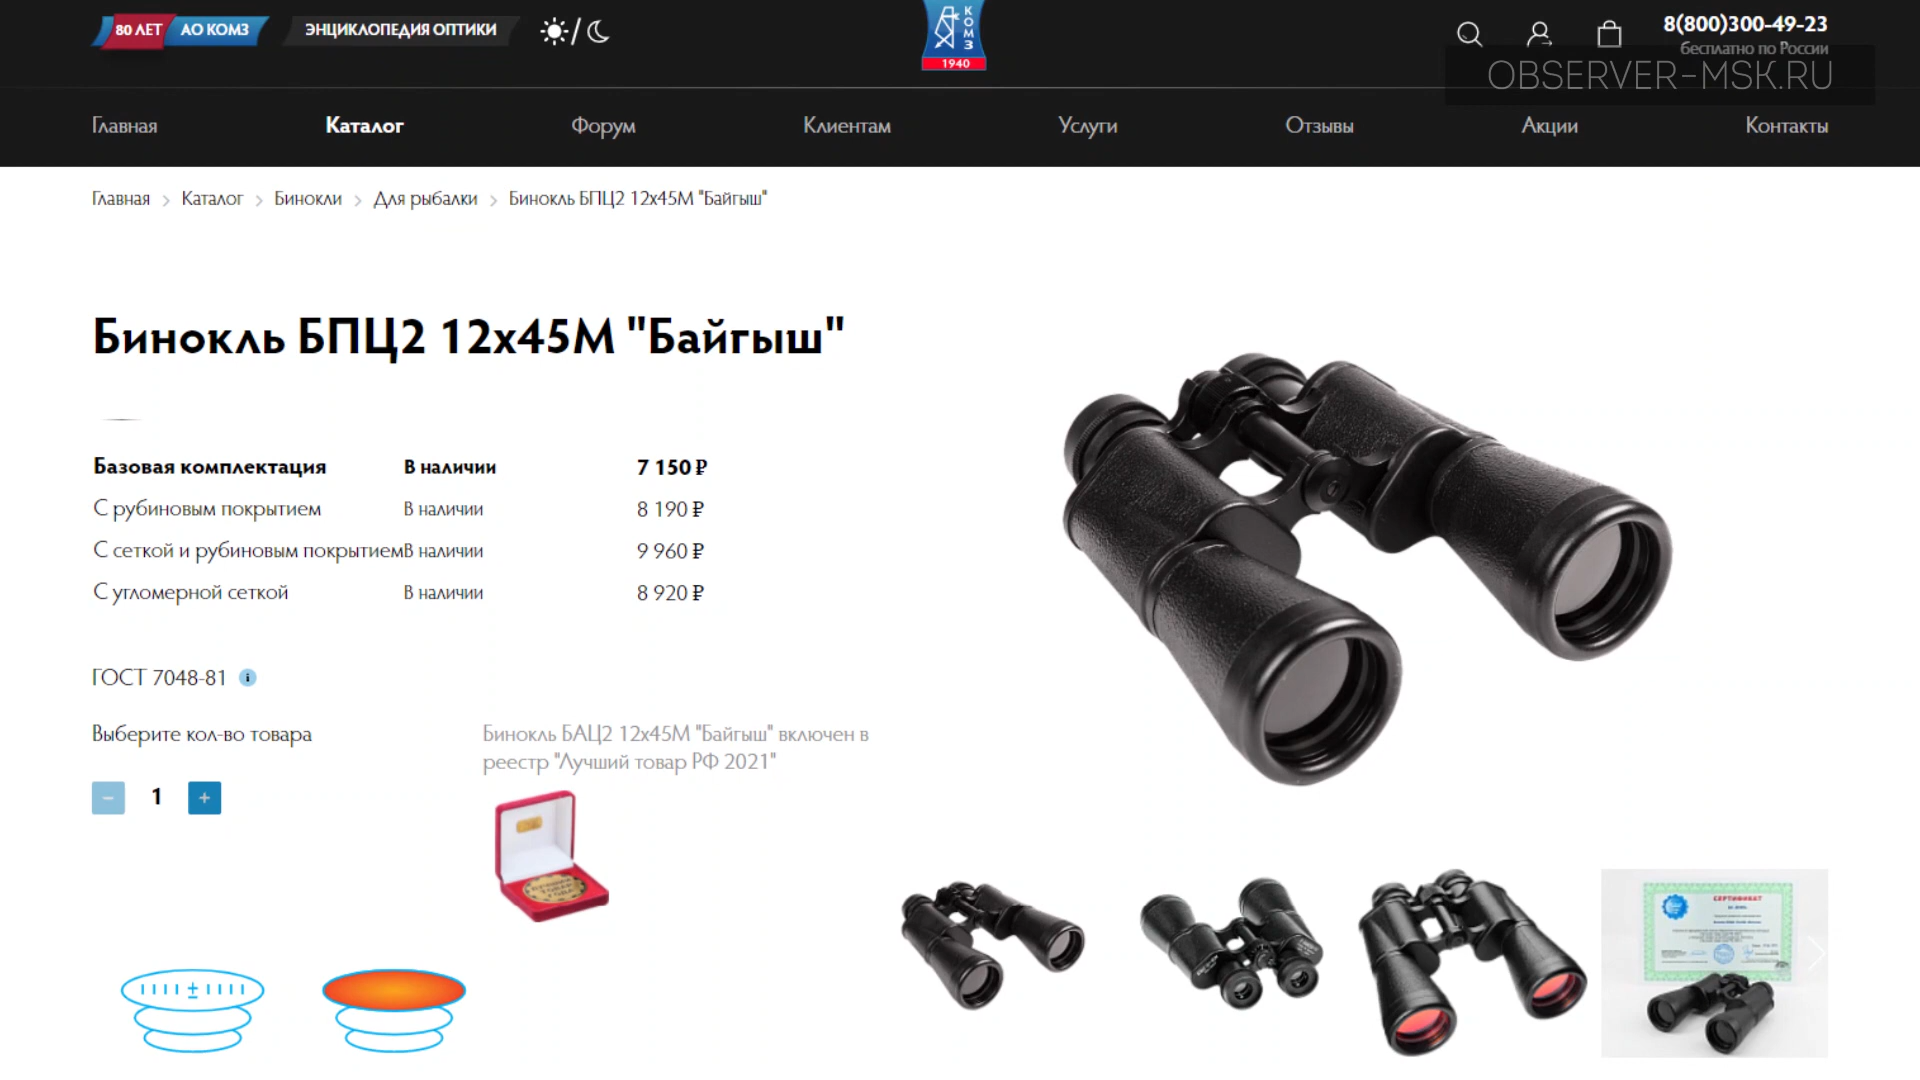 80 ЛЕТ АО КОМЗ
ЭНЦИКЛОПЕДИЯ ОПТИКИ
КОМЗ
1940
8(800)300-49-23
бесплатно по России
OBSERVER-MSK.RU
Главная Каталог Форум Клиентам Услуги Отзывы Акции Контакты
Главная > Каталог > Бинокли > Для рыбалки > Бинокль БПЦ2 12х45М "Байгыш"
Бинокль БПЦ2 12х45М "Байгыш"
Базовая комплектация В наличии 7 150 ₽
С рубиновым покрытием В наличии 8 190 ₽
С сеткой и рубиновым покрытием В наличии 9 960 ₽
С угломерной сеткой В наличии 8 920 ₽
ГОСТ 7048-81 i
Выберите кол-во товара
− 1 +
Бинокль БАЦ2 12х45М "Байгыш" включен в
реестр "Лучший товар РФ 2021"
СЕРТИФИКАТ